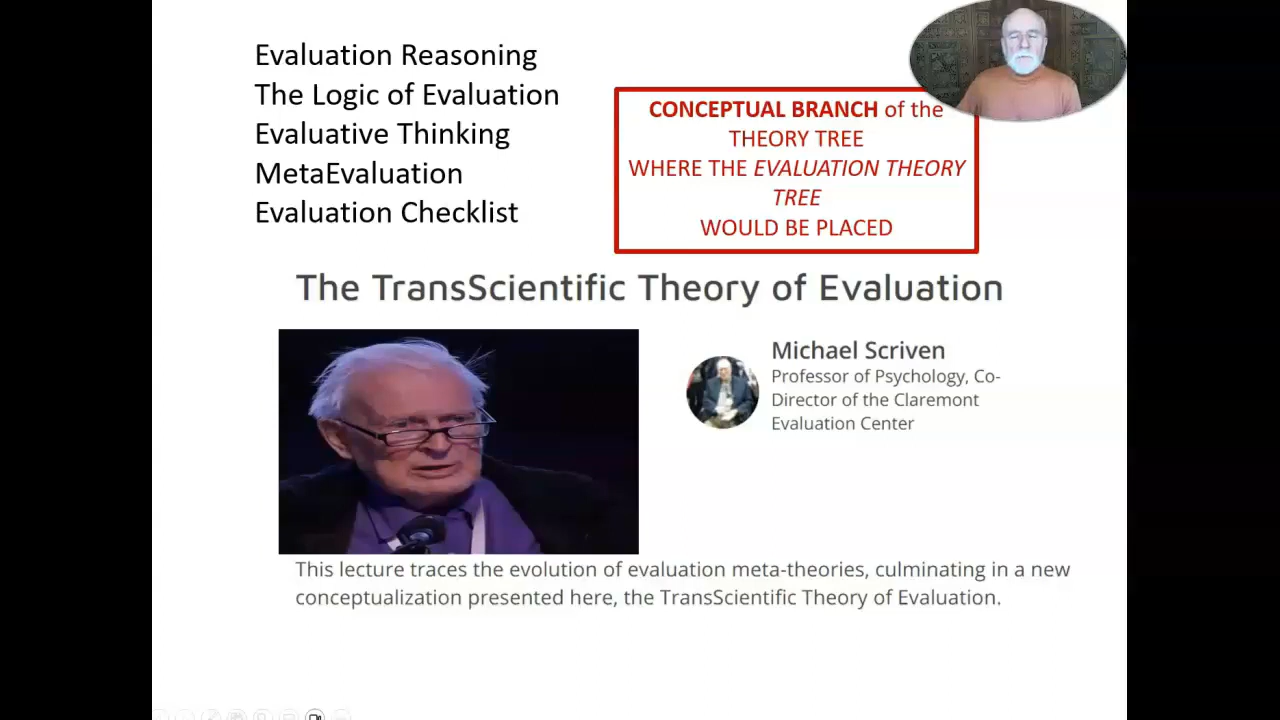 Evaluation Reasoning
The Logic of Evaluation
Evaluative Thinking
MetaEvaluation
Evaluation Checklist
CONCEPTUAL BRANCH of the
THEORY TREE
WHERE THE EVALUATION THEORY
TREE
WOULD BE PLACED
The TransScientific Theory of Evaluation
Michael Scriven
Professor of Psychology, Co-
Director of the Claremont
Evaluation Center
This lecture traces the evolution of evaluation meta-theories, culminating in a new
conceptualization presented here, the TransScientific Theory of Evaluation.